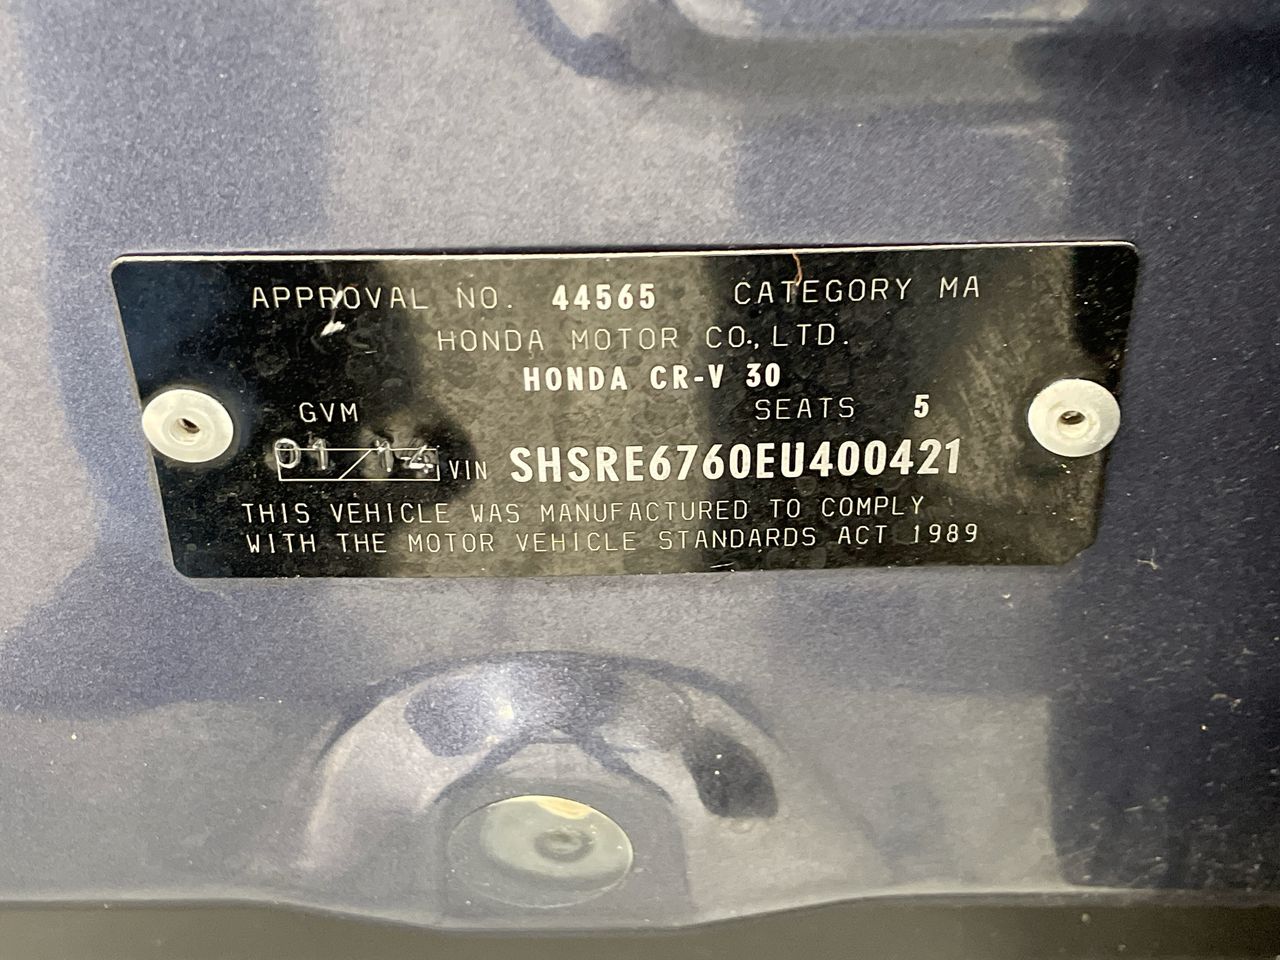 APPROVAL NO. 44565 CATEGORY MA
HONDA MOTOR CO., LTD.
HONDA CR-V 30
GVM SEATS 5
01/14 VIN SHSRE6760EU400421
THIS VEHICLE WAS MANUFACTURED TO COMPLY
WITH THE MOTOR VEHICLE STANDARDS ACT 1989